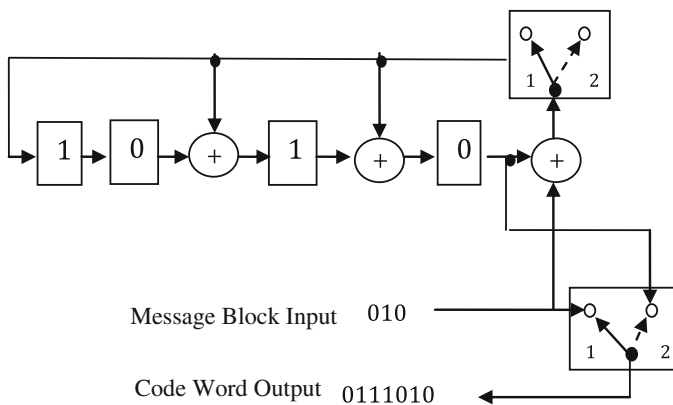 1 2
1 0 + 1 + 0 +
Message Block Input 010
1 2
Code Word Output 0111010